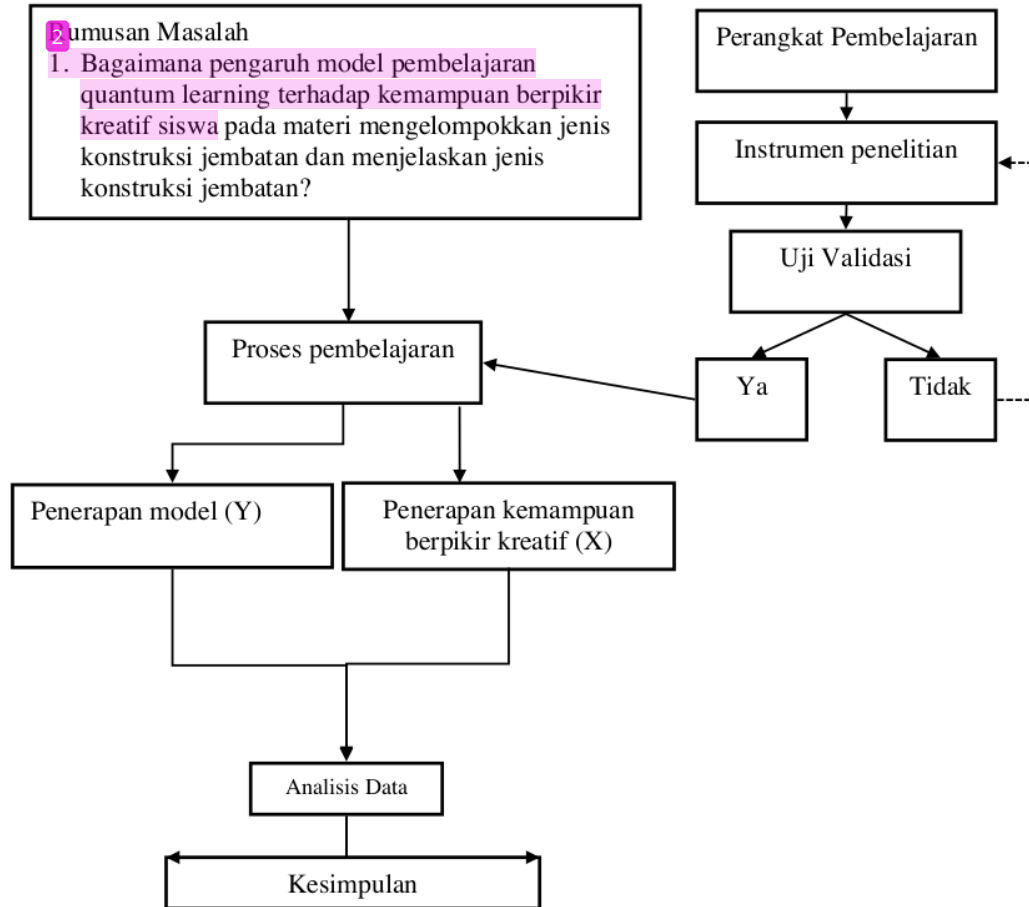 2
Rumusan Masalah
1. Bagaimana pengaruh model pembelajaran
quantum learning terhadap kemampuan berpikir
kreatif siswa pada materi mengelompokkan jenis
konstruksi jembatan dan menjelaskan jenis
konstruksi jembatan?
Perangkat Pembelajaran
Instrumen penelitian
Uji Validasi
Ya
Tidak
Proses pembelajaran
Penerapan model (Y)
Penerapan kemampuan
berpikir kreatif (X)
Analisis Data
Kesimpulan